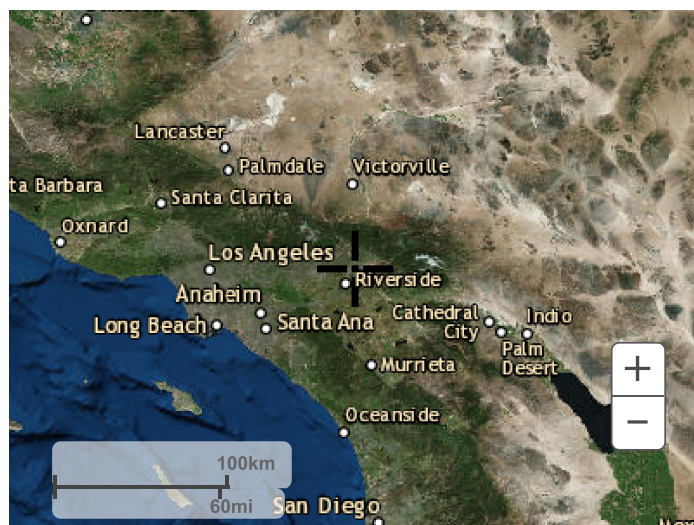 Lancaster
Palmdale
Victorville
ta Barbara
Santa Clarita
Oxnard
Los Angeles
Riverside
Anaheim
Cathedral
City
Indio
Long Beach
Santa Ana
Palm
Desert
Murrieta
+
−
Oceanside
100km
60mi
San Diego